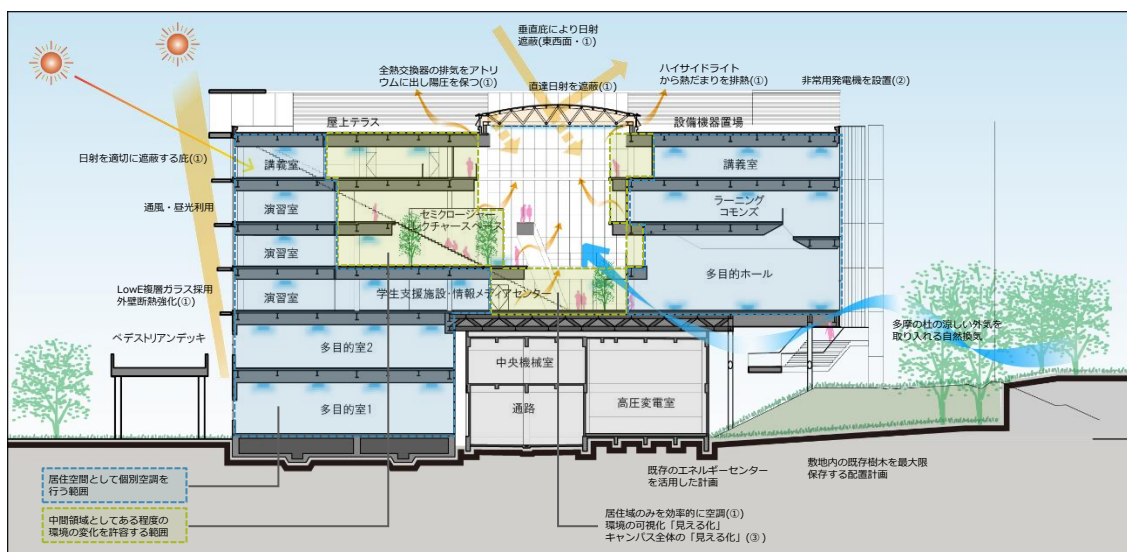 垂直庇により日射
遮蔽(東西面・①)
全熱交換器の排気をアトリ
ウムに出し陽圧を保つ(①)
直達日射を遮蔽(①)
ハイサイドライト
から熱だまりを排熱(①)
非常用発電機を設置(②)
屋上テラス
設備機器置場
日射を適切に遮蔽する庇(①)
講義室
講義室
通風・昼光利用
演習室
セミクロージャー
レクチャースペース
ラーニング
コモンズ
演習室
多目的ホール
LowE複層ガラス採用
外壁断熱強化(①)
演習室
学生支援施設・情報メディアセンター
ペデストリアンデッキ
多目的室2
中央機械室
多摩の杜の涼しい外気を
取り入れる自然換気
多目的室1
通路
高圧変電室
居住空間として個別空調を
行う範囲
既存のエネルギーセンター
を活用した計画
敷地内の既存樹木を最大限
保存する配置計画
中間領域としてある程度の
環境の変化を許容する範囲
居住域のみを効率的に空調(①)
環境の可視化「見える化」
キャンパス全体の「見える化」(③)